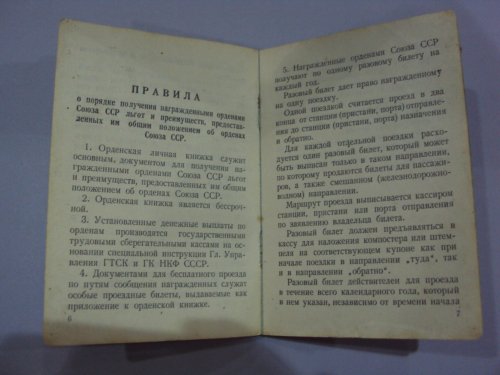 ПРАВИЛА
о порядке получения награжденными орденами
Союза ССР льгот и преимуществ, предостав-
ленных им общим положением об орденах
Союза ССР.
1. Орденская личная книжка служит
основным, документом для получения на-
гражденными орденами Союза ССР льгот
и преимуществ, предоставленных им общим
положением об орденах Союза ССР.
2. Орденская книжка является бессроч-
ной.
3. Установленные денежные выплаты по
орденам производятся государственными
трудовыми сберегательными кассами на ос-
новании специальной инструкции Гл. Упра-
вления ГТСК и ГК НКФ СССР.
4. Документами для бесплатного проезда
по путям сообщения награжденных служат
особые проездные билеты, выдаваемые как
приложение к орденской книжке.
6
5. Награжденные орденами Союза ССР
получают по одному разовому билету на
каждый год.
Разовый билет дает право награжденному
на одну поездку.
Одной поездкой считается проезд в два
конца от станции (пристани, порта) отправления
до станции (пристани, порта) назначения
и обратно.
Для каждой отдельной поездки расхо-
дуется один разовый билет, который может
быть выписан только в таком направлении,
по которому продаются билеты для пассажи-
ров, а также смешанном (железнодорожно-
водном) направлении.
Маршрут проезда выписывается кассиром
станции, пристани или порта отправления
по заявлению владельца билета.
Разовый билет должен предъявляться и
кассу для наложения компостера или штемпе-
ля на соответствующем купоне как при
начале поездки в направлении „туда", так
и в направлении „обратно".
Разовый билет действителен для проезда
в течение всего календарного года, который
в нем указан, независимо от времени начала
7